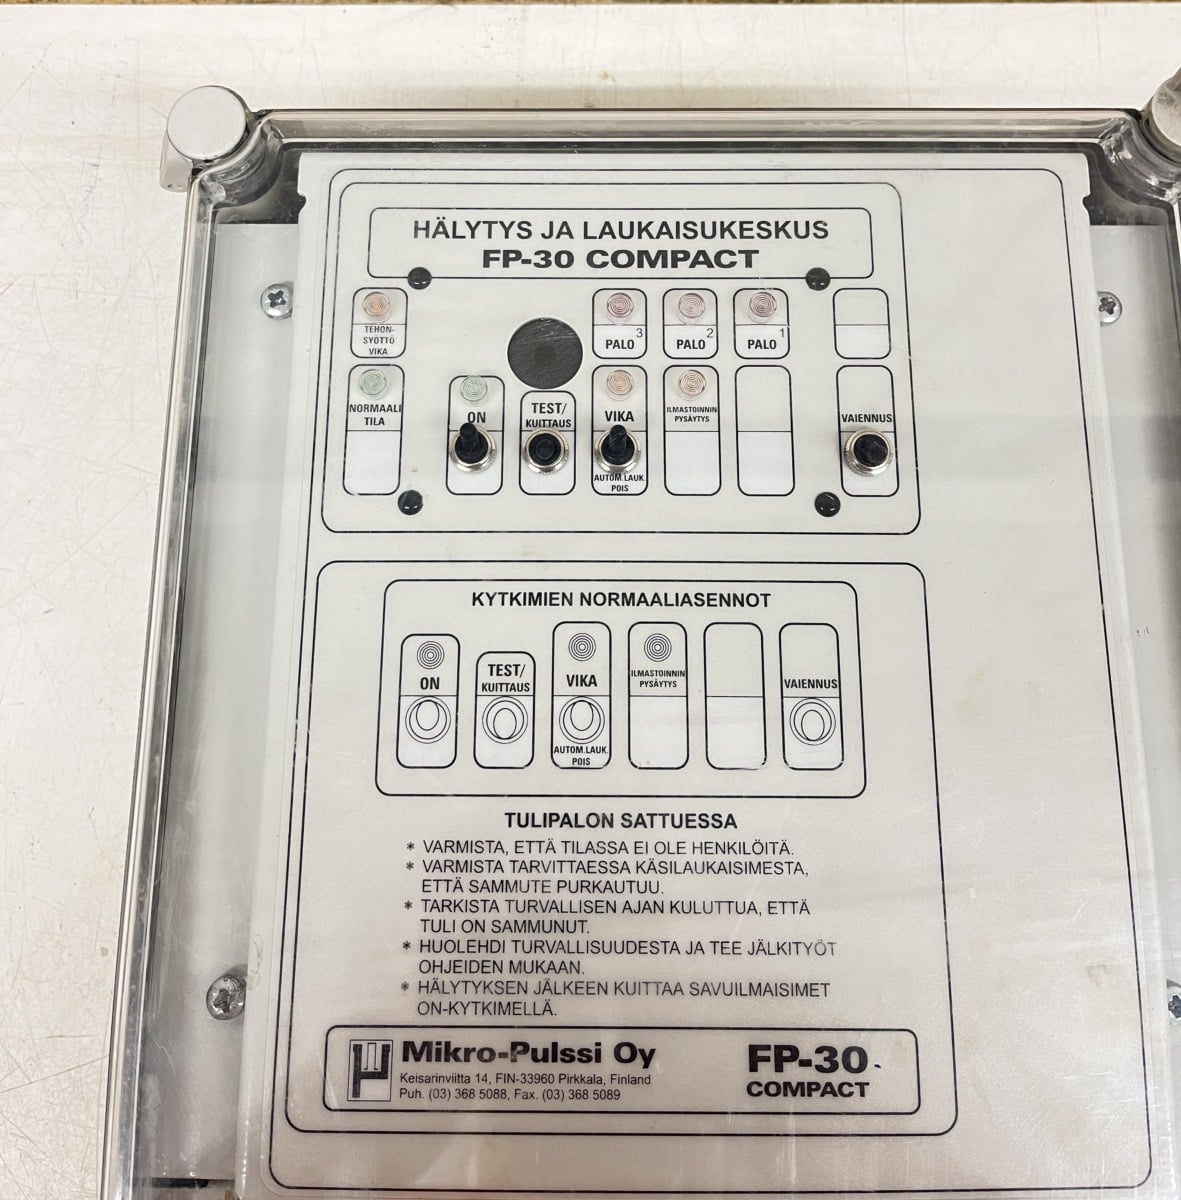 HÄLYTYS JA LAUKAISUKESKUS
FP-30 COMPACT
TEHON-
SYÖTTÖ
VIKA
3
PALO
2
PALO
1
PALO
NORMAALI
TILA
ON
TEST/
KUITTAUS
VIKA
AUTOM.LAUK.
POIS
ILMASTOINNIN
PYSÄYTYS
VAIENNUS
KYTKIMIEN NORMAALIASENNOT
ON
TEST/
KUITTAUS
VIKA
AUTOM.LAUK.
POIS
ILMASTOINNIN
PYSÄYTYS
VAIENNUS
TULIPALON SATTUESSA
* VARMISTA, ETTÄ TILASSA EI OLE HENKILÖITÄ.
* VARMISTA TARVITTAESSA KÄSILAUKAISIMESTA,
ETTÄ SAMMUTE PURKAUTUU.
* TARKISTA TURVALLISEN AJAN KULUTTUA, ETTÄ
TULI ON SAMMUNUT.
* HUOLEHDI TURVALLISUUDESTA JA TEE JÄLKITYÖT
OHJEIDEN MUKAAN.
* HÄLYTYKSEN JÄLKEEN KUITTAA SAVUILMAISIMET
ON-KYTKIMELLÄ.
Mikro-Pulssi Oy
Keisarinviitta 14, FIN-33960 Pirkkala, Finland
Puh. (03) 368 5088, Fax. (03) 368 5089
FP-30
COMPACT